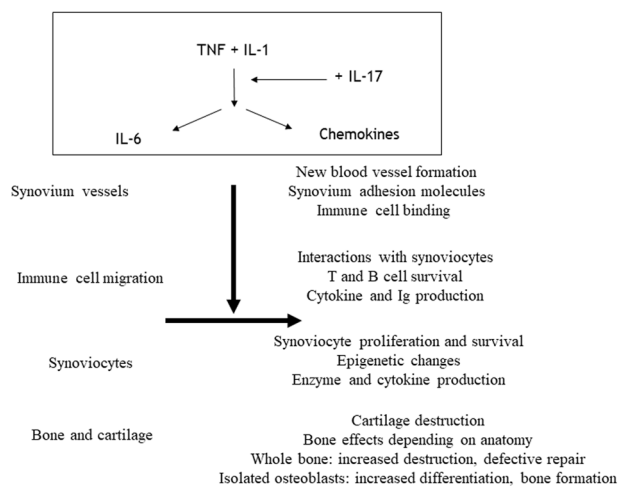 TNF + IL-1
+ IL-17
IL-6
Chemokines
Synovium vessels
New blood vessel formation
Synovium adhesion molecules
Immune cell binding
Immune cell migration
Interactions with synoviocytes
T and B cell survival
Cytokine and Ig production
Synoviocytes
Synoviocyte proliferation and survival
Epigenetic changes
Enzyme and cytokine production
Bone and cartilage
Cartilage destruction
Bone effects depending on anatomy
Whole bone: increased destruction, defective repair
Isolated osteoblasts: increased differentiation, bone formation